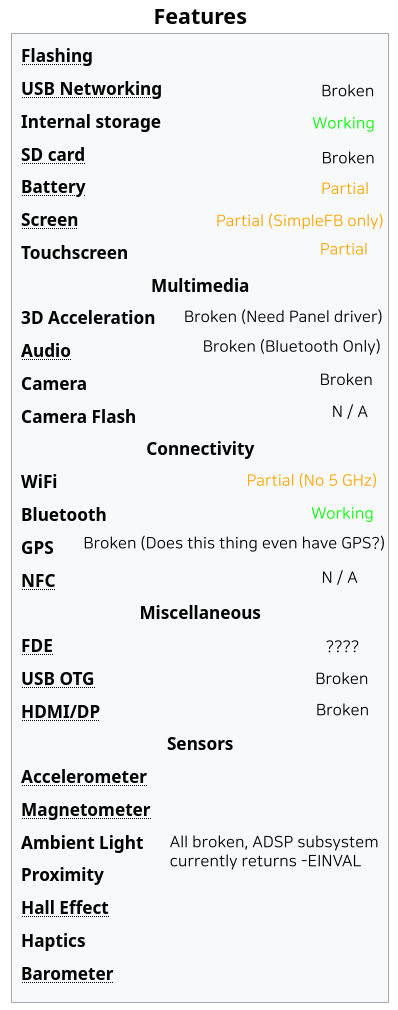 Features
Flashing
USB Networking Broken
Internal storage Working
SD card Broken
Battery Partial
Screen Partial (SimpleFB only)
Touchscreen Partial
Multimedia
3D Acceleration Broken (Need Panel driver)
Audio Broken (Bluetooth Only)
Camera Broken
Camera Flash N / A
Connectivity
WiFi Partial (No 5 GHz)
Bluetooth Working
GPS Broken (Does this thing even have GPS?)
NFC N / A
Miscellaneous
FDE ????
USB OTG Broken
HDMI/DP Broken
Sensors
Accelerometer
Magnetometer
Ambient Light All broken, ADSP subsystem
currently returns -EINVAL
Proximity
Hall Effect
Haptics
Barometer